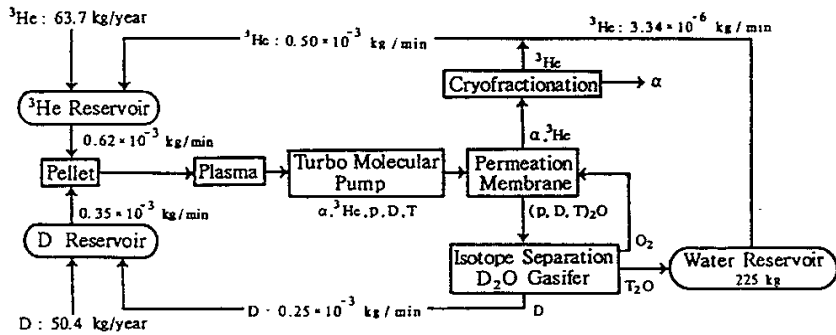 ³He : 63.7 kg/year
³He : 0.50 * 10⁻³ kg/min
³He : 3.34 * 10⁻⁶ kg/min
³He
Cryofractionation
α
³He Reservoir
0.62 * 10⁻³ kg/min
α, ³He
Pellet
Plasma
Turbo Molecular
Pump
Permeation
Membrane
α, ³He, p, D, T
0.35 * 10⁻³ kg/min
(p, D, T)₂O
O₂
D Reservoir
Isotope Separation
D₂O Gasifer
T₂O
Water Reservoir
225 kg
D : 0.25 * 10⁻³ kg/min
D
D : 50.4 kg/year